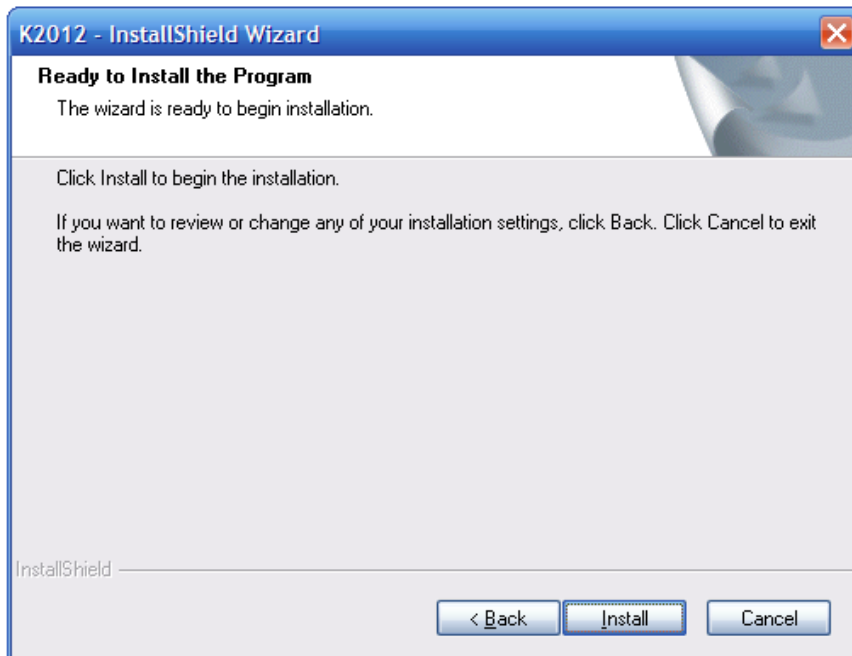 K2012 - InstallShield Wizard
Ready to Install the Program
The wizard is ready to begin installation.
Click Install to begin the installation.
If you want to review or change any of your installation settings, click Back. Click Cancel to exit
the wizard.
InstallShield
< Back
Install
Cancel